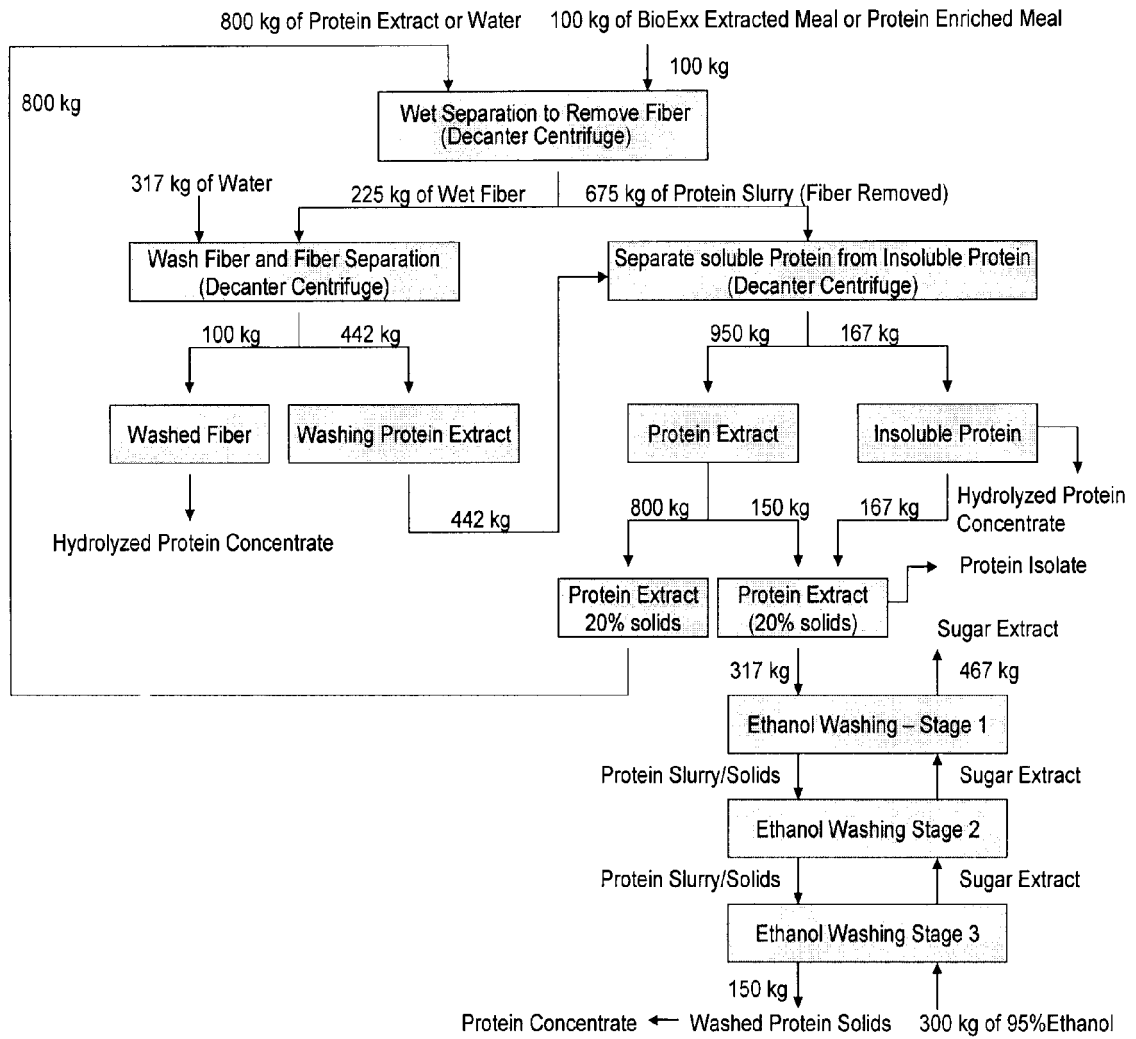 800 kg of Protein Extract or Water
100 kg of BioExx Extracted Meal or Protein Enriched Meal
800 kg
100 kg
Wet Separation to Remove Fiber
(Decanter Centrifuge)
317 kg of Water
225 kg of Wet Fiber
675 kg of Protein Slurry (Fiber Removed)
Wash Fiber and Fiber Separation
(Decanter Centrifuge)
Separate soluble Protein from Insoluble Protein
(Decanter Centrifuge)
100 kg
442 kg
950 kg
167 kg
Washed Fiber
Washing Protein Extract
Protein Extract
Insoluble Protein
442 kg
800 kg
150 kg
167 kg
Hydrolyzed Protein
Concentrate
Hydrolyzed Protein Concentrate
Protein Isolate
Protein Extract
20% solids
Protein Extract
(20% solids)
Sugar Extract
317 kg
467 kg
Ethanol Washing – Stage 1
Protein Slurry/Solids
Sugar Extract
Ethanol Washing Stage 2
Protein Slurry/Solids
Sugar Extract
Ethanol Washing Stage 3
150 kg
Protein Concentrate
Washed Protein Solids
300 kg of 95%Ethanol